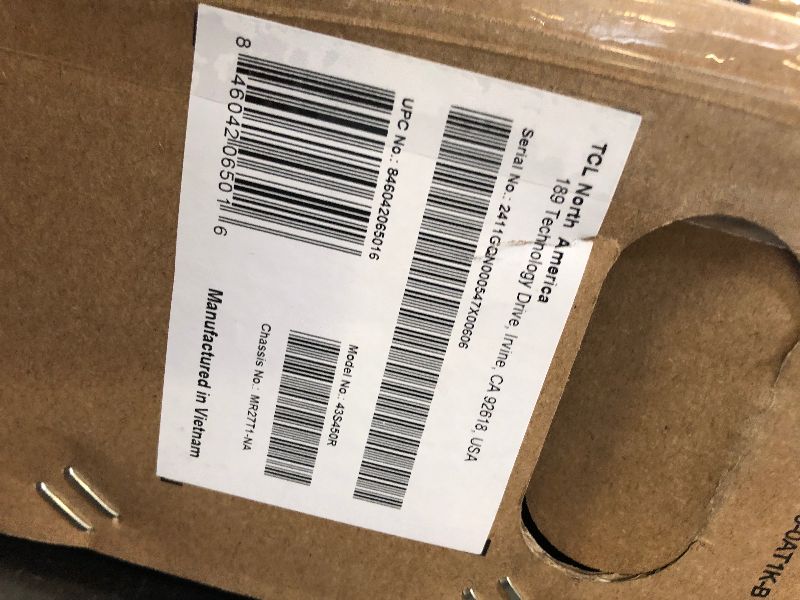 TCL North America
189 Technology Drive, Irvine, CA 92618, USA
Serial No.: 2411GQN000547X00606
UPC No.: 846042065016
8 46042 06501 6
Model No.: 43S450R
Chassis No.: MR27T1-NA
Manufactured in Vietnam